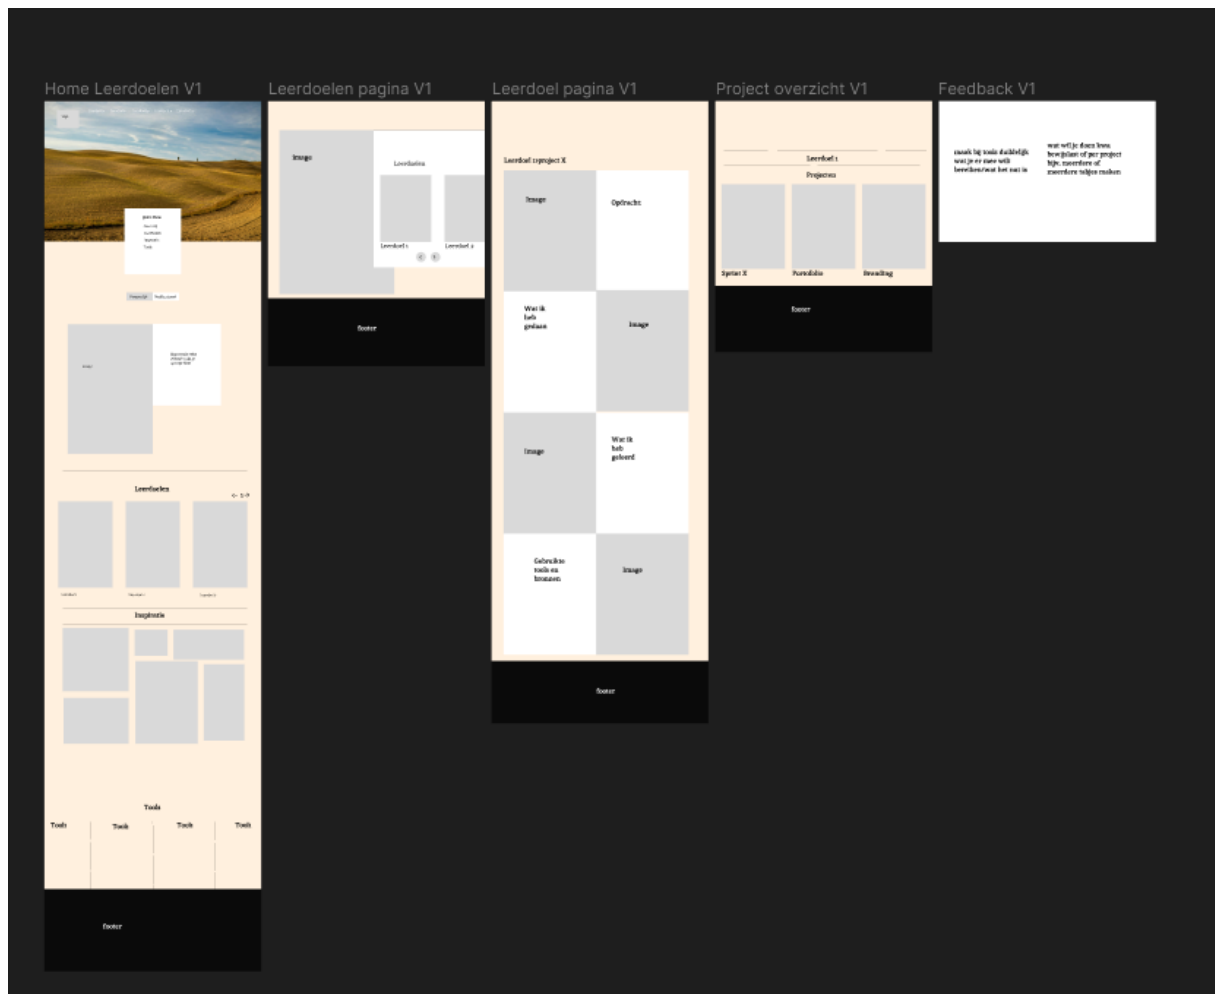 Home Leerdoelen V1
Leerdoelen pagina V1
Leerdoel pagina V1
Project overzicht V1
Feedback V1
Leerdoelen
Inspiratie
Tools
Tools
Tools
Tools
Tools
footer
Image
Leerdoelen
Leerdoel 1
Leerdoel 2
footer
Leerdoel 1:project X
Image
Opdracht
Wat ik
heb
gedaan
Image
Image
Wat ik
heb
geleerd
Gebruikte
tools en
bronnen
Image
footer
Leerdoel 1
Projecten
Sprint X
Portofolio
Branding
footer
maak bij tools duidelijk
wat je er mee wilt
bereiken/wat het nut is
wat wil je doen kwa
bewijslast of per project
bijv. meerdere of
meerdere tabjes maken